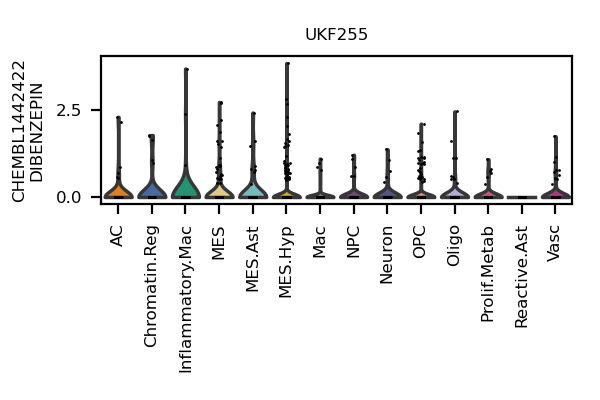 UKF255
CHEMBL1442422
DIBENZEPIN
2.5
0.0
AC
Chromatin.Reg
Inflammatory.Mac
MES
MES.Ast
MES.Hyp
Mac
NPC
Neuron
OPC
Oligo
Prolif.Metab
Reactive.Ast
Vasc